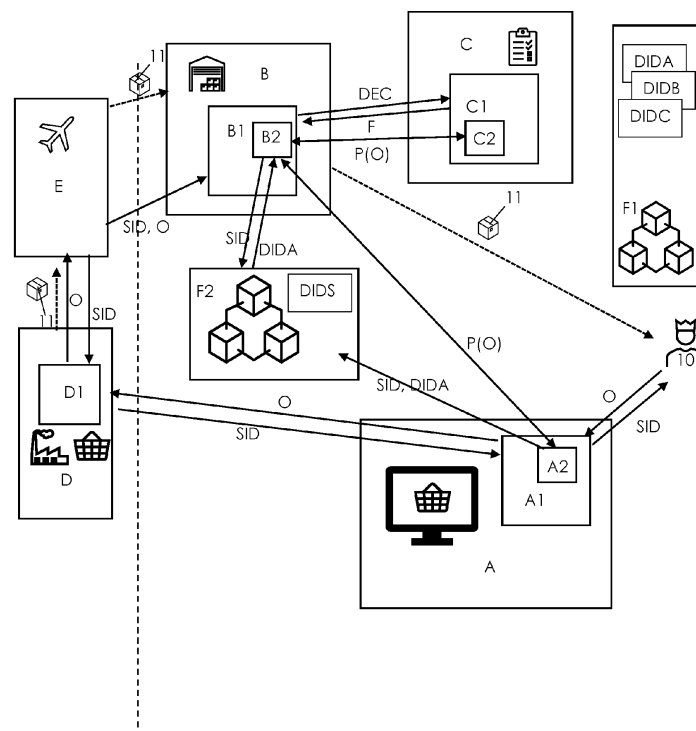 11
B
C
DIDA
DIDB
DIDC
DEC
C1
B1
B2
F
C2
P(O)
E
SID, O
11
F1
SID
DIDA
F2
DIDS
11
O
SID
P(O)
10
D1
SID, DIDA
O
O
SID
SID
A2
A1
D
A